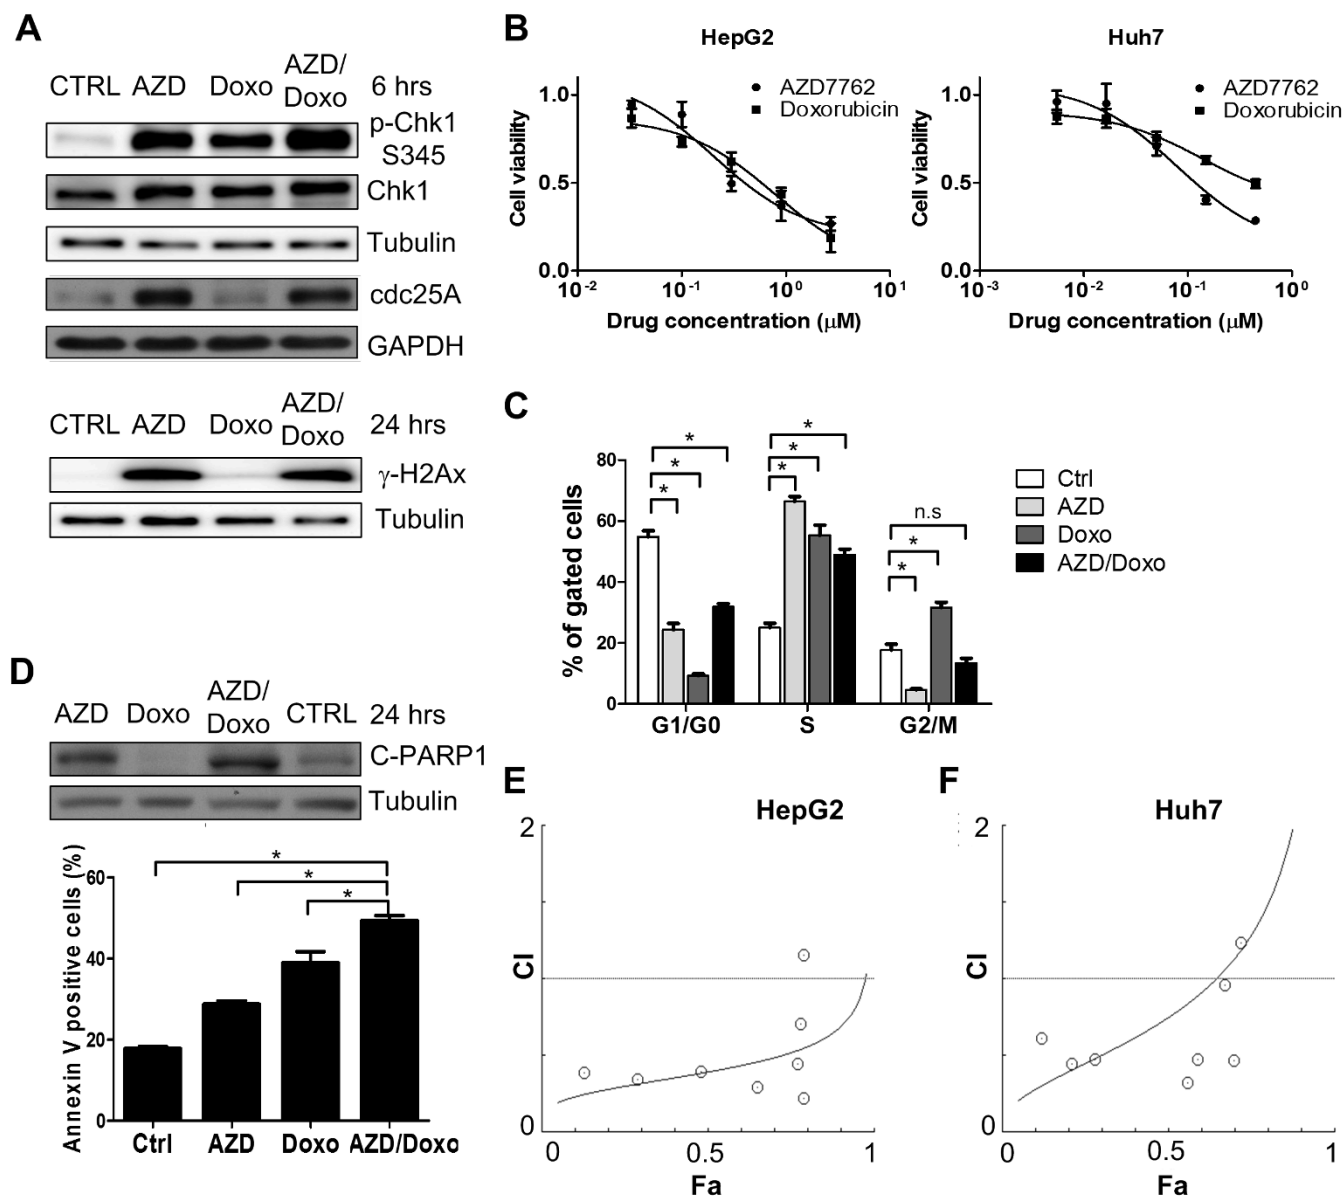 A
CTRL AZD Doxo AZD/
Doxo 6 hrs
p-Chk1
S345
Chk1
Tubulin
cdc25A
GAPDH
CTRL AZD Doxo AZD/
Doxo 24 hrs
γ-H2Ax
Tubulin
B
HepG2
AZD7762
Doxorubicin
Cell viability
1.0
0.5
0.0
10-2 10-1 100 101
Drug concentration (μM)
Huh7
AZD7762
Doxorubicin
Cell viability
1.0
0.5
0.0
10-3 10-2 10-1 100
Drug concentration (μM)
C
% of gated cells
80
60
40
20
0
* * *
* * *
n.s
* *
G1/G0 S G2/M
Ctrl
AZD
Doxo
AZD/Doxo
D
AZD Doxo AZD/
Doxo CTRL 24 hrs
C-PARP1
Tubulin
Annexin V positive cells (%)
60
40
20
0
*
*
*
Ctrl AZD Doxo AZD/Doxo
E
HepG2
2
CI
0
0 0.5 1
Fa
F
Huh7
2
CI
0
0 0.5 1
Fa